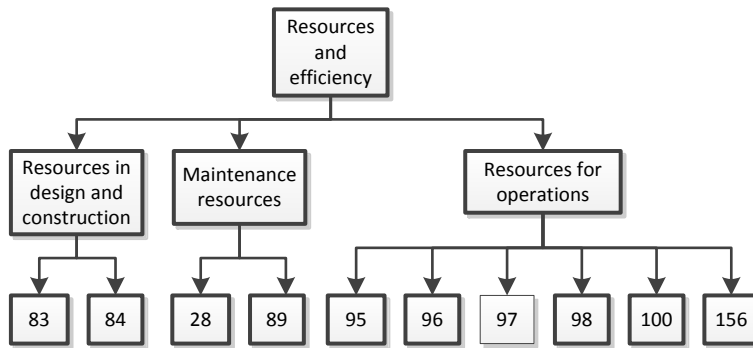 Resources
and
efficiency
Resources in
design and
construction
Maintenance
resources
Resources for
operations
83
84
28
89
95
96
97
98
100
156